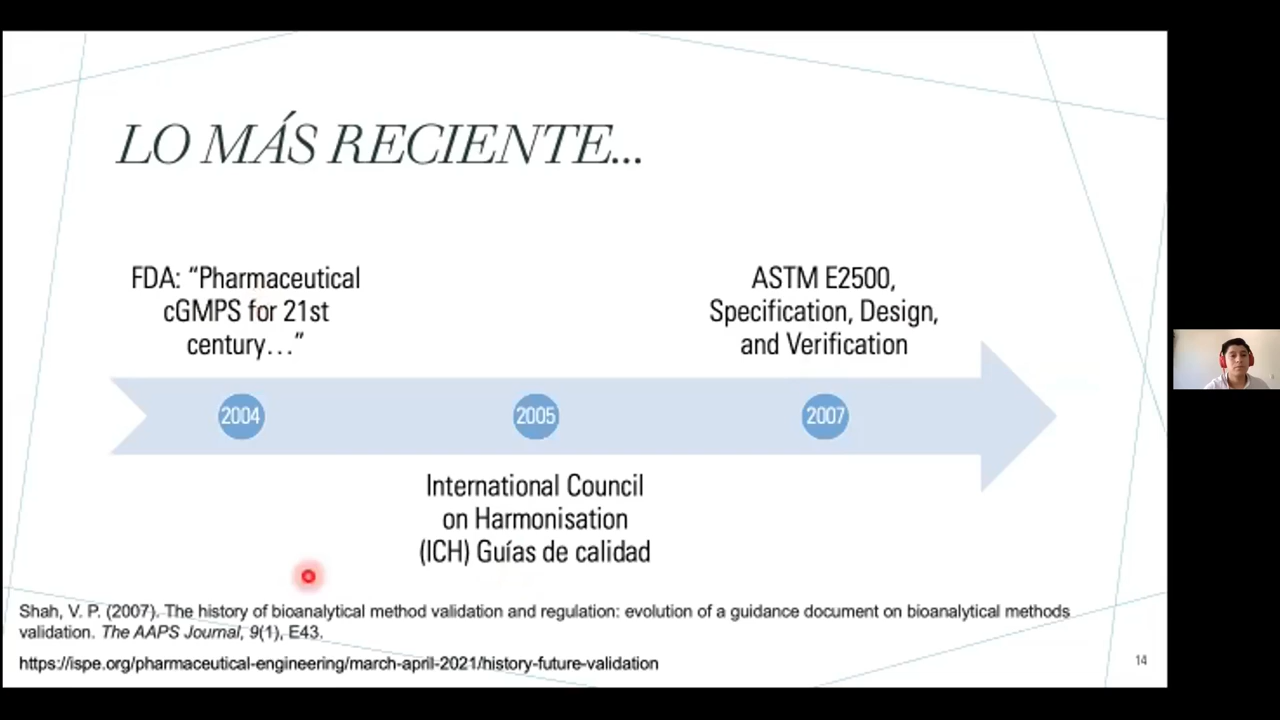 LO MÁS RECIENTE...
FDA: “Pharmaceutical
cGMPS for 21st
century…”
ASTM E2500,
Specification, Design,
and Verification
2004
2005
2007
International Council
on Harmonisation
(ICH) Guías de calidad
Shah, V. P. (2007). The history of bioanalytical method validation and regulation: evolution of a guidance document on bioanalytical methods
validation. The AAPS Journal, 9(1), E43.
https://ispe.org/pharmaceutical-engineering/march-april-2021/history-future-validation
14